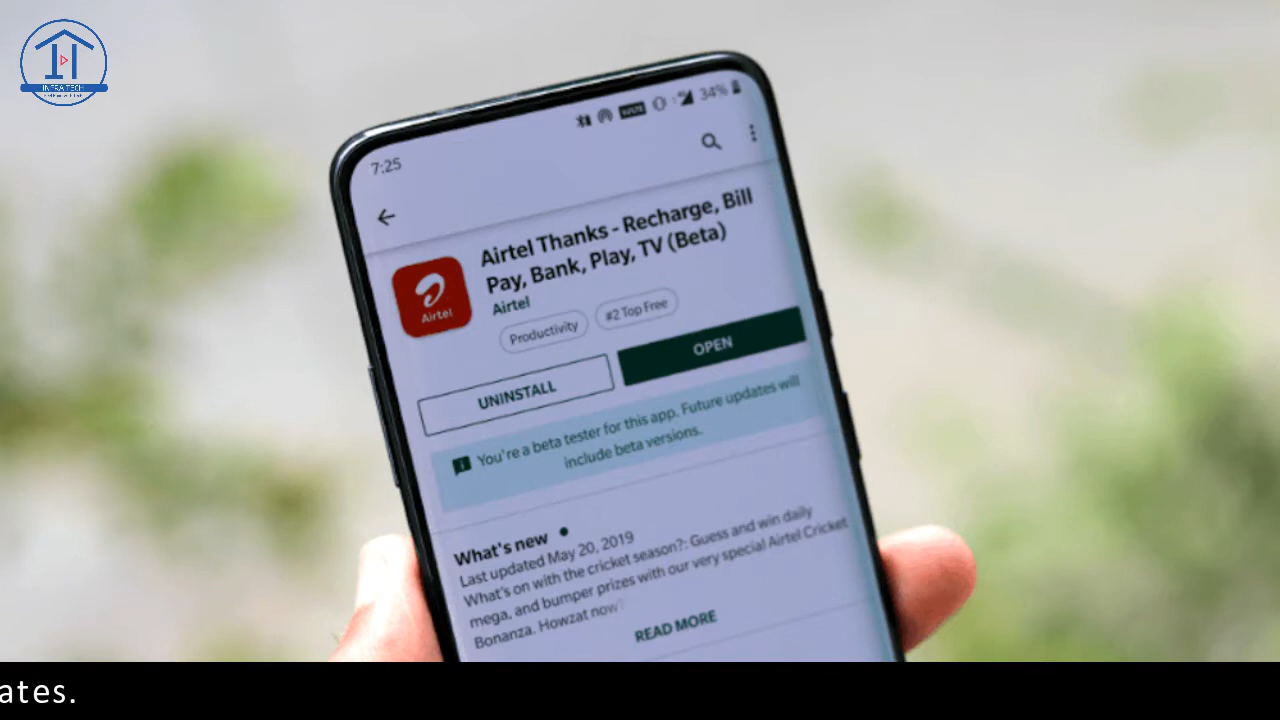 INFRA TECH
7:25
VoLTE
34%
Airtel Thanks - Recharge, Bill
Pay, Bank, Play, TV (Beta)
Airtel
Airtel
Productivity
#2 Top Free
UNINSTALL
OPEN
You're a beta tester for this app. Future updates will
include beta versions.
What's new
Last updated May 20, 2019
What's on with the cricket season?: Guess and win daily
mega, and bumper prizes with our very special Airtel Cricket
Bonanza. Howzat now?
READ MORE
ates.